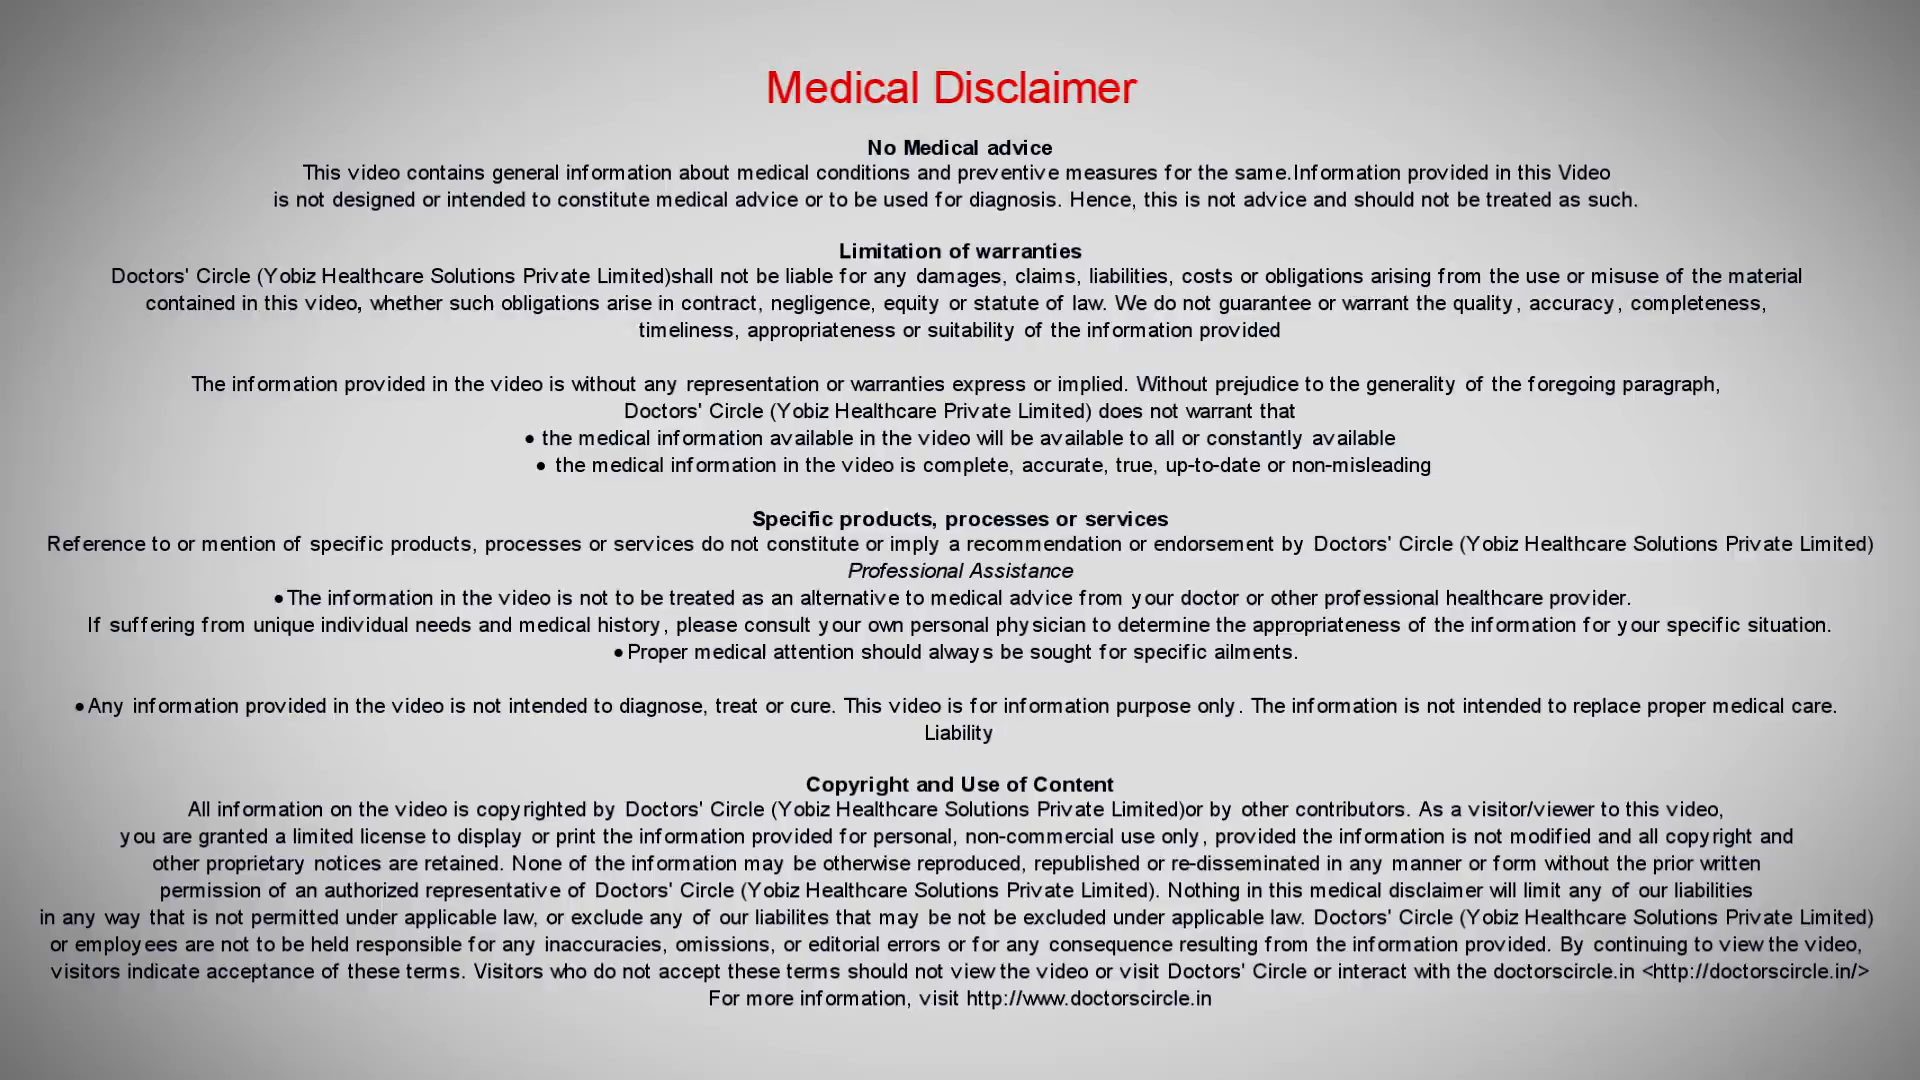 Medical Disclaimer
No Medical advice
This video contains general information about medical conditions and preventive measures for the same.Information provided in this Video
is not designed or intended to constitute medical advice or to be used for diagnosis. Hence, this is not advice and should not be treated as such.
Limitation of warranties
Doctors' Circle (Yobiz Healthcare Solutions Private Limited)shall not be liable for any damages, claims, liabilities, costs or obligations arising from the use or misuse of the material
contained in this video, whether such obligations arise in contract, negligence, equity or statute of law. We do not guarantee or warrant the quality, accuracy, completeness,
timeliness, appropriateness or suitability of the information provided
The information provided in the video is without any representation or warranties express or implied. Without prejudice to the generality of the foregoing paragraph,
Doctors' Circle (Yobiz Healthcare Private Limited) does not warrant that
● the medical information available in the video will be available to all or constantly available
● the medical information in the video is complete, accurate, true, up-to-date or non-misleading
Specific products, processes or services
Reference to or mention of specific products, processes or services do not constitute or imply a recommendation or endorsement by Doctors' Circle (Yobiz Healthcare Solutions Private Limited)
Professional Assistance
●The information in the video is not to be treated as an alternative to medical advice from your doctor or other professional healthcare provider.
If suffering from unique individual needs and medical history, please consult your own personal physician to determine the appropriateness of the information for your specific situation.
●Proper medical attention should always be sought for specific ailments.
●Any information provided in the video is not intended to diagnose, treat or cure. This video is for information purpose only. The information is not intended to replace proper medical care.
Liability
Copyright and Use of Content
All information on the video is copyrighted by Doctors' Circle (Yobiz Healthcare Solutions Private Limited)or by other contributors. As a visitor/viewer to this video,
you are granted a limited license to display or print the information provided for personal, non-commercial use only, provided the information is not modified and all copyright and
other proprietary notices are retained. None of the information may be otherwise reproduced, republished or re-disseminated in any manner or form without the prior written
permission of an authorized representative of Doctors' Circle (Yobiz Healthcare Solutions Private Limited). Nothing in this medical disclaimer will limit any of our liabilities
in any way that is not permitted under applicable law, or exclude any of our liabilites that may be not be excluded under applicable law. Doctors' Circle (Yobiz Healthcare Solutions Private Limited)
or employees are not to be held responsible for any inaccuracies, omissions, or editorial errors or for any consequence resulting from the information provided. By continuing to view the video,
visitors indicate acceptance of these terms. Visitors who do not accept these terms should not view the video or visit Doctors' Circle or interact with the doctorscircle.in <http://doctorscircle.in/>
For more information, visit http://www.doctorscircle.in